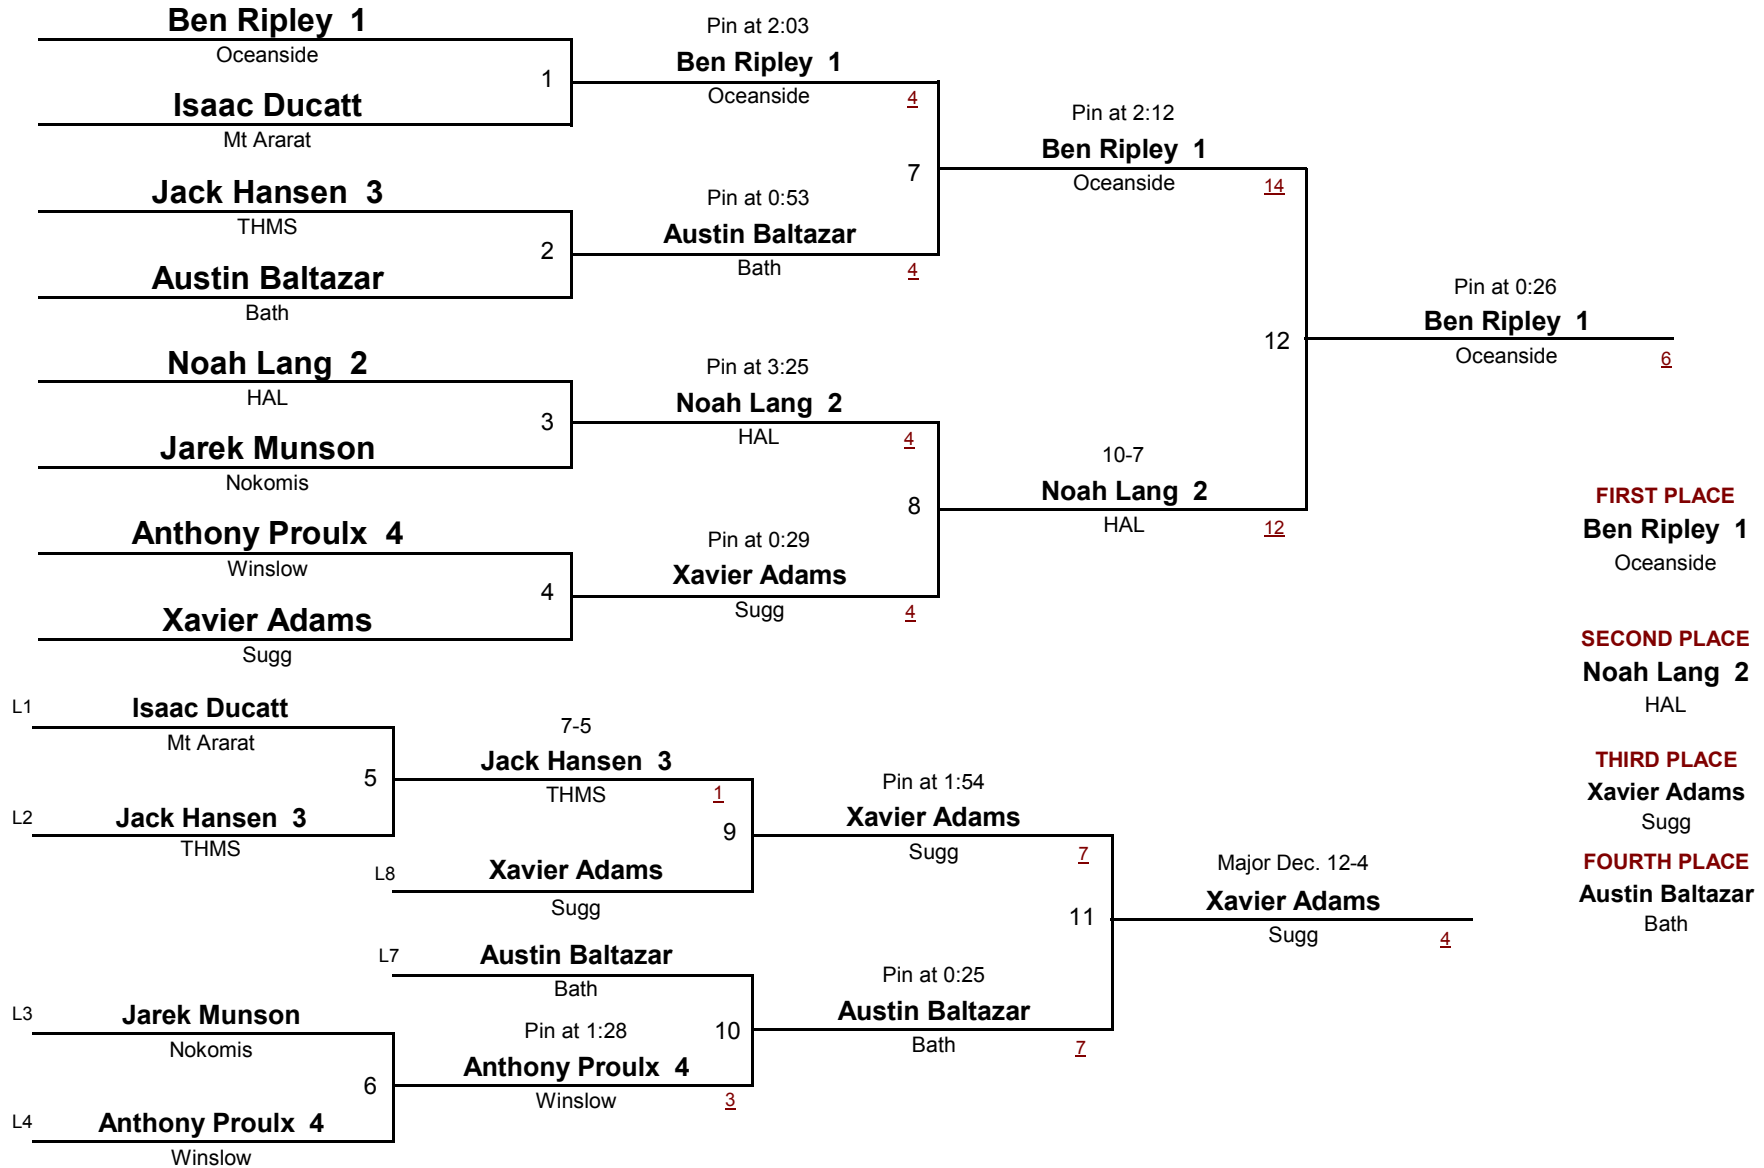 Ben Ripley 1
Oceanside
1
Isaac Ducatt
Mt Ararat
Pin at 2:03
Ben Ripley 1
Oceanside
4
Jack Hansen 3
THMS
2
Austin Baltazar
Bath
Pin at 0:53
Austin Baltazar
Bath
4
7
Pin at 2:12
Ben Ripley 1
Oceanside
14
Noah Lang 2
HAL
3
Jarek Munson
Nokomis
Pin at 3:25
Noah Lang 2
HAL
4
Anthony Proulx 4
Winslow
4
Xavier Adams
Sugg
Pin at 0:29
Xavier Adams
Sugg
4
8
10-7
Noah Lang 2
HAL
12
12
Pin at 0:26
Ben Ripley 1
Oceanside
6
FIRST PLACE
Ben Ripley 1
Oceanside
SECOND PLACE
Noah Lang 2
HAL
THIRD PLACE
Xavier Adams
Sugg
FOURTH PLACE
Austin Baltazar
Bath
L1
Isaac Ducatt
Mt Ararat
5
L2
Jack Hansen 3
THMS
7-5
Jack Hansen 3
THMS
1
9
L8
Xavier Adams
Sugg
Pin at 1:54
Xavier Adams
Sugg
7
L7
Austin Baltazar
Bath
L3
Jarek Munson
Nokomis
6
L4
Anthony Proulx 4
Winslow
Pin at 1:28
Anthony Proulx 4
Winslow
3
10
Pin at 0:25
Austin Baltazar
Bath
7
11
Major Dec. 12-4
Xavier Adams
Sugg
4